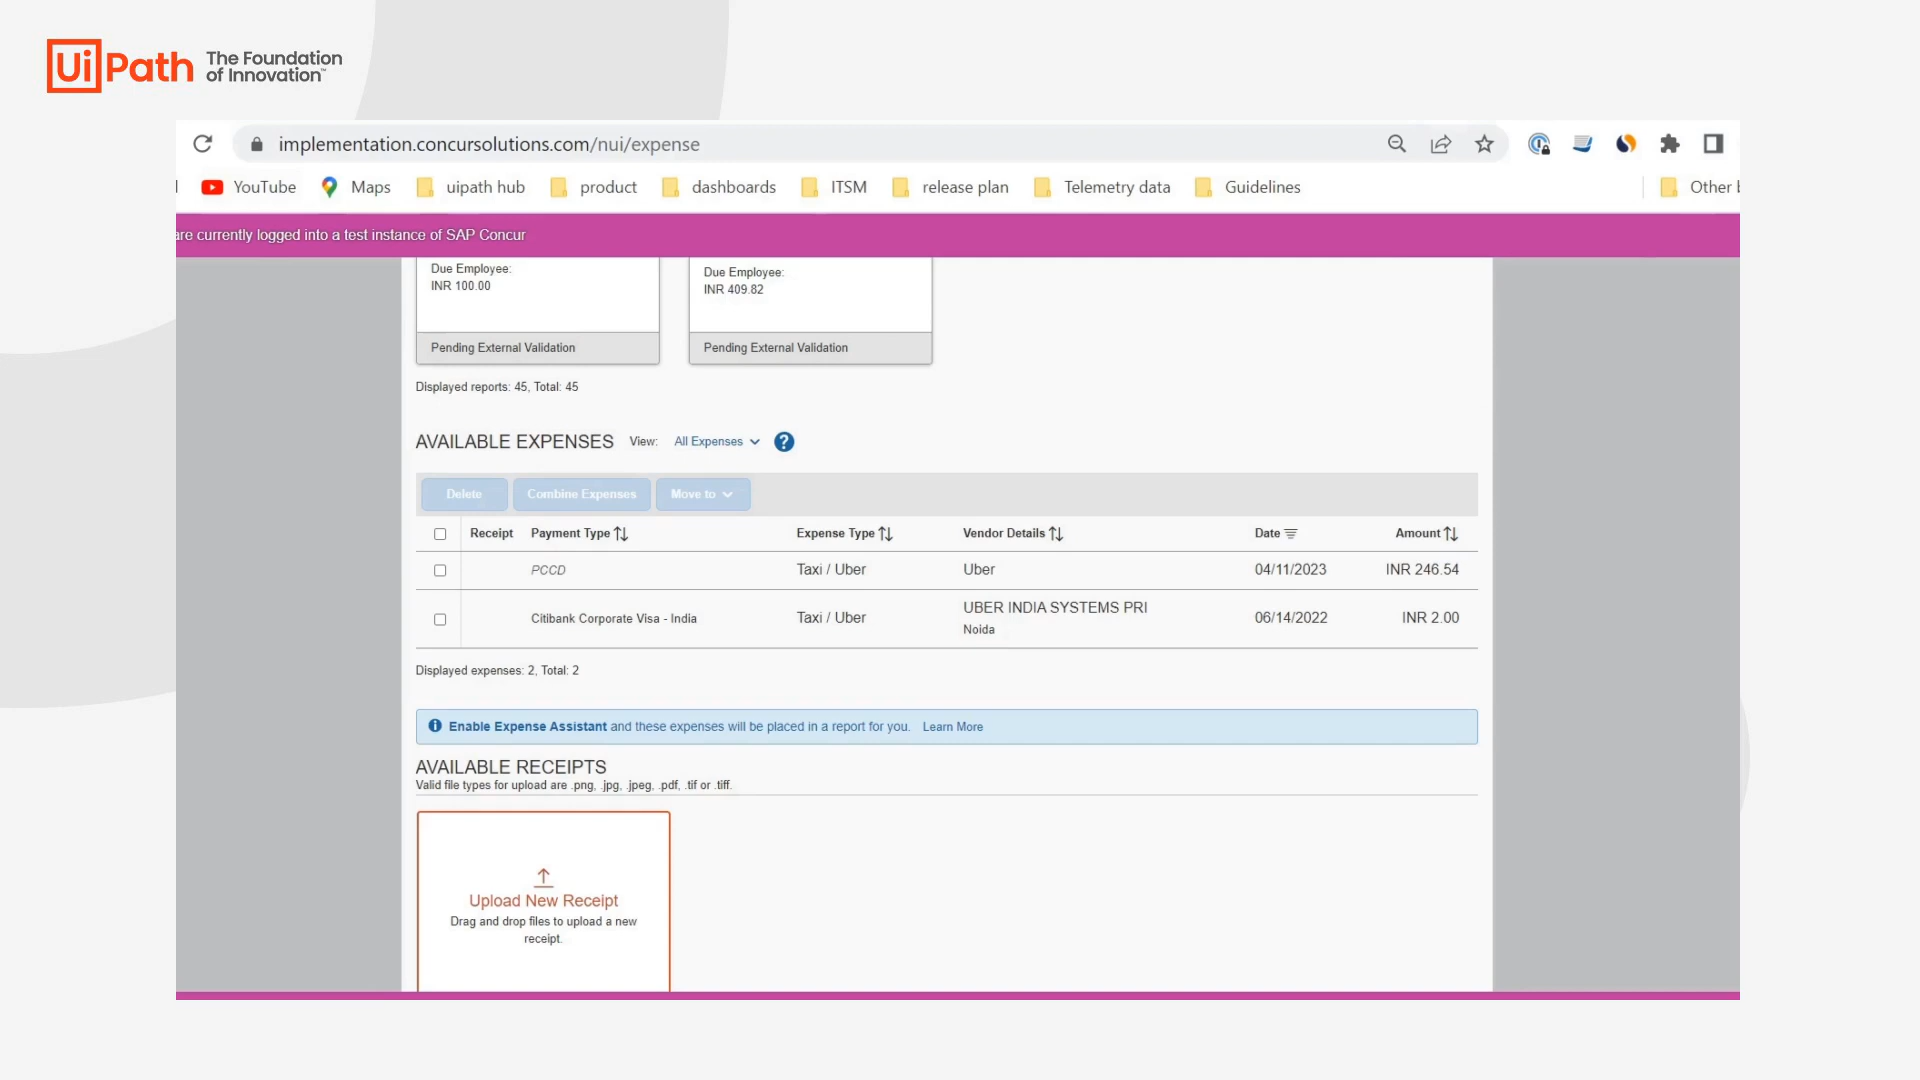 UiPath The Foundation
of Innovation™
implementation.concursolutions.com/nui/expense
YouTube Maps uipath hub product dashboards ITSM release plan Telemetry data Guidelines Other
are currently logged into a test instance of SAP Concur
Due Employee:
INR 100.00
Pending External Validation
Due Employee:
INR 409.82
Pending External Validation
Displayed reports: 45, Total: 45
AVAILABLE EXPENSES View: All Expenses ?
Delete Combine Expenses Move to
Receipt Payment Type Expense Type Vendor Details Date Amount
PCCD Taxi / Uber Uber 04/11/2023 INR 246.54
Citibank Corporate Visa - India Taxi / Uber UBER INDIA SYSTEMS PRI 06/14/2022 INR 2.00
Noida
Displayed expenses: 2, Total: 2
Enable Expense Assistant and these expenses will be placed in a report for you. Learn More
AVAILABLE RECEIPTS
Valid file types for upload are .png, .jpg, .jpeg, .pdf, .tif or .tiff.
Upload New Receipt
Drag and drop files to upload a new
receipt.